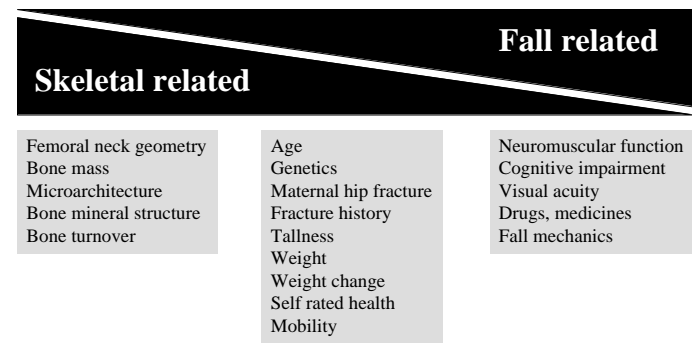 Fall related
Skeletal related
Femoral neck geometry
Bone mass
Microarchitecture
Bone mineral structure
Bone turnover
Age
Genetics
Maternal hip fracture
Fracture history
Tallness
Weight
Weight change
Self rated health
Mobility
Neuromuscular function
Cognitive impairment
Visual acuity
Drugs, medicines
Fall mechanics